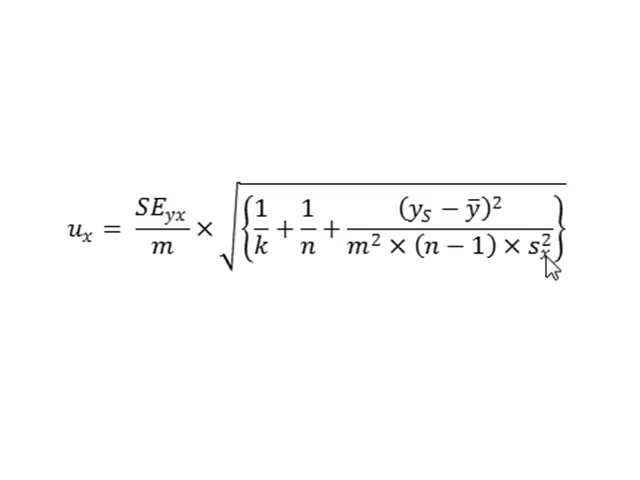 u_x = SE_yx / m × √{1/k + 1/n + (y_S − ȳ)² / (m² × (n − 1) × s_x²)}